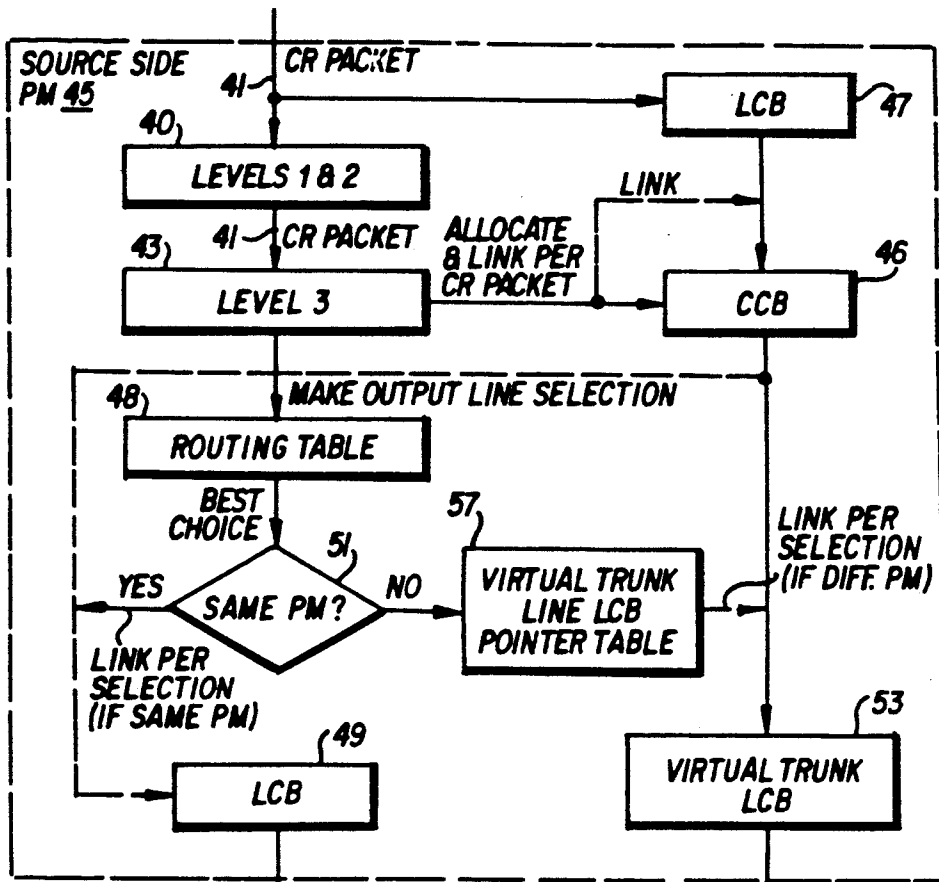 SOURCE SIDE
PM 45
CR PACKET
41
LCB
47
40
LEVELS 1 & 2
LINK
41
CR PACKET
ALLOCATE
& LINK PER
CR PACKET
43
LEVEL 3
46
CCB
MAKE OUTPUT LINE SELECTION
48
ROUTING TABLE
BEST
CHOICE
51
SAME PM?
YES
NO
57
VIRTUAL TRUNK
LINE LCB
POINTER TABLE
LINK PER
SELECTION
(IF DIFF. PM)
LINK PER
SELECTION
(IF SAME PM)
49
LCB
53
VIRTUAL TRUNK
LCB